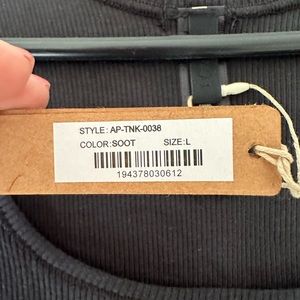 STYLE: AP-TNK-0038
COLOR: SOOT SIZE: L
194378030612